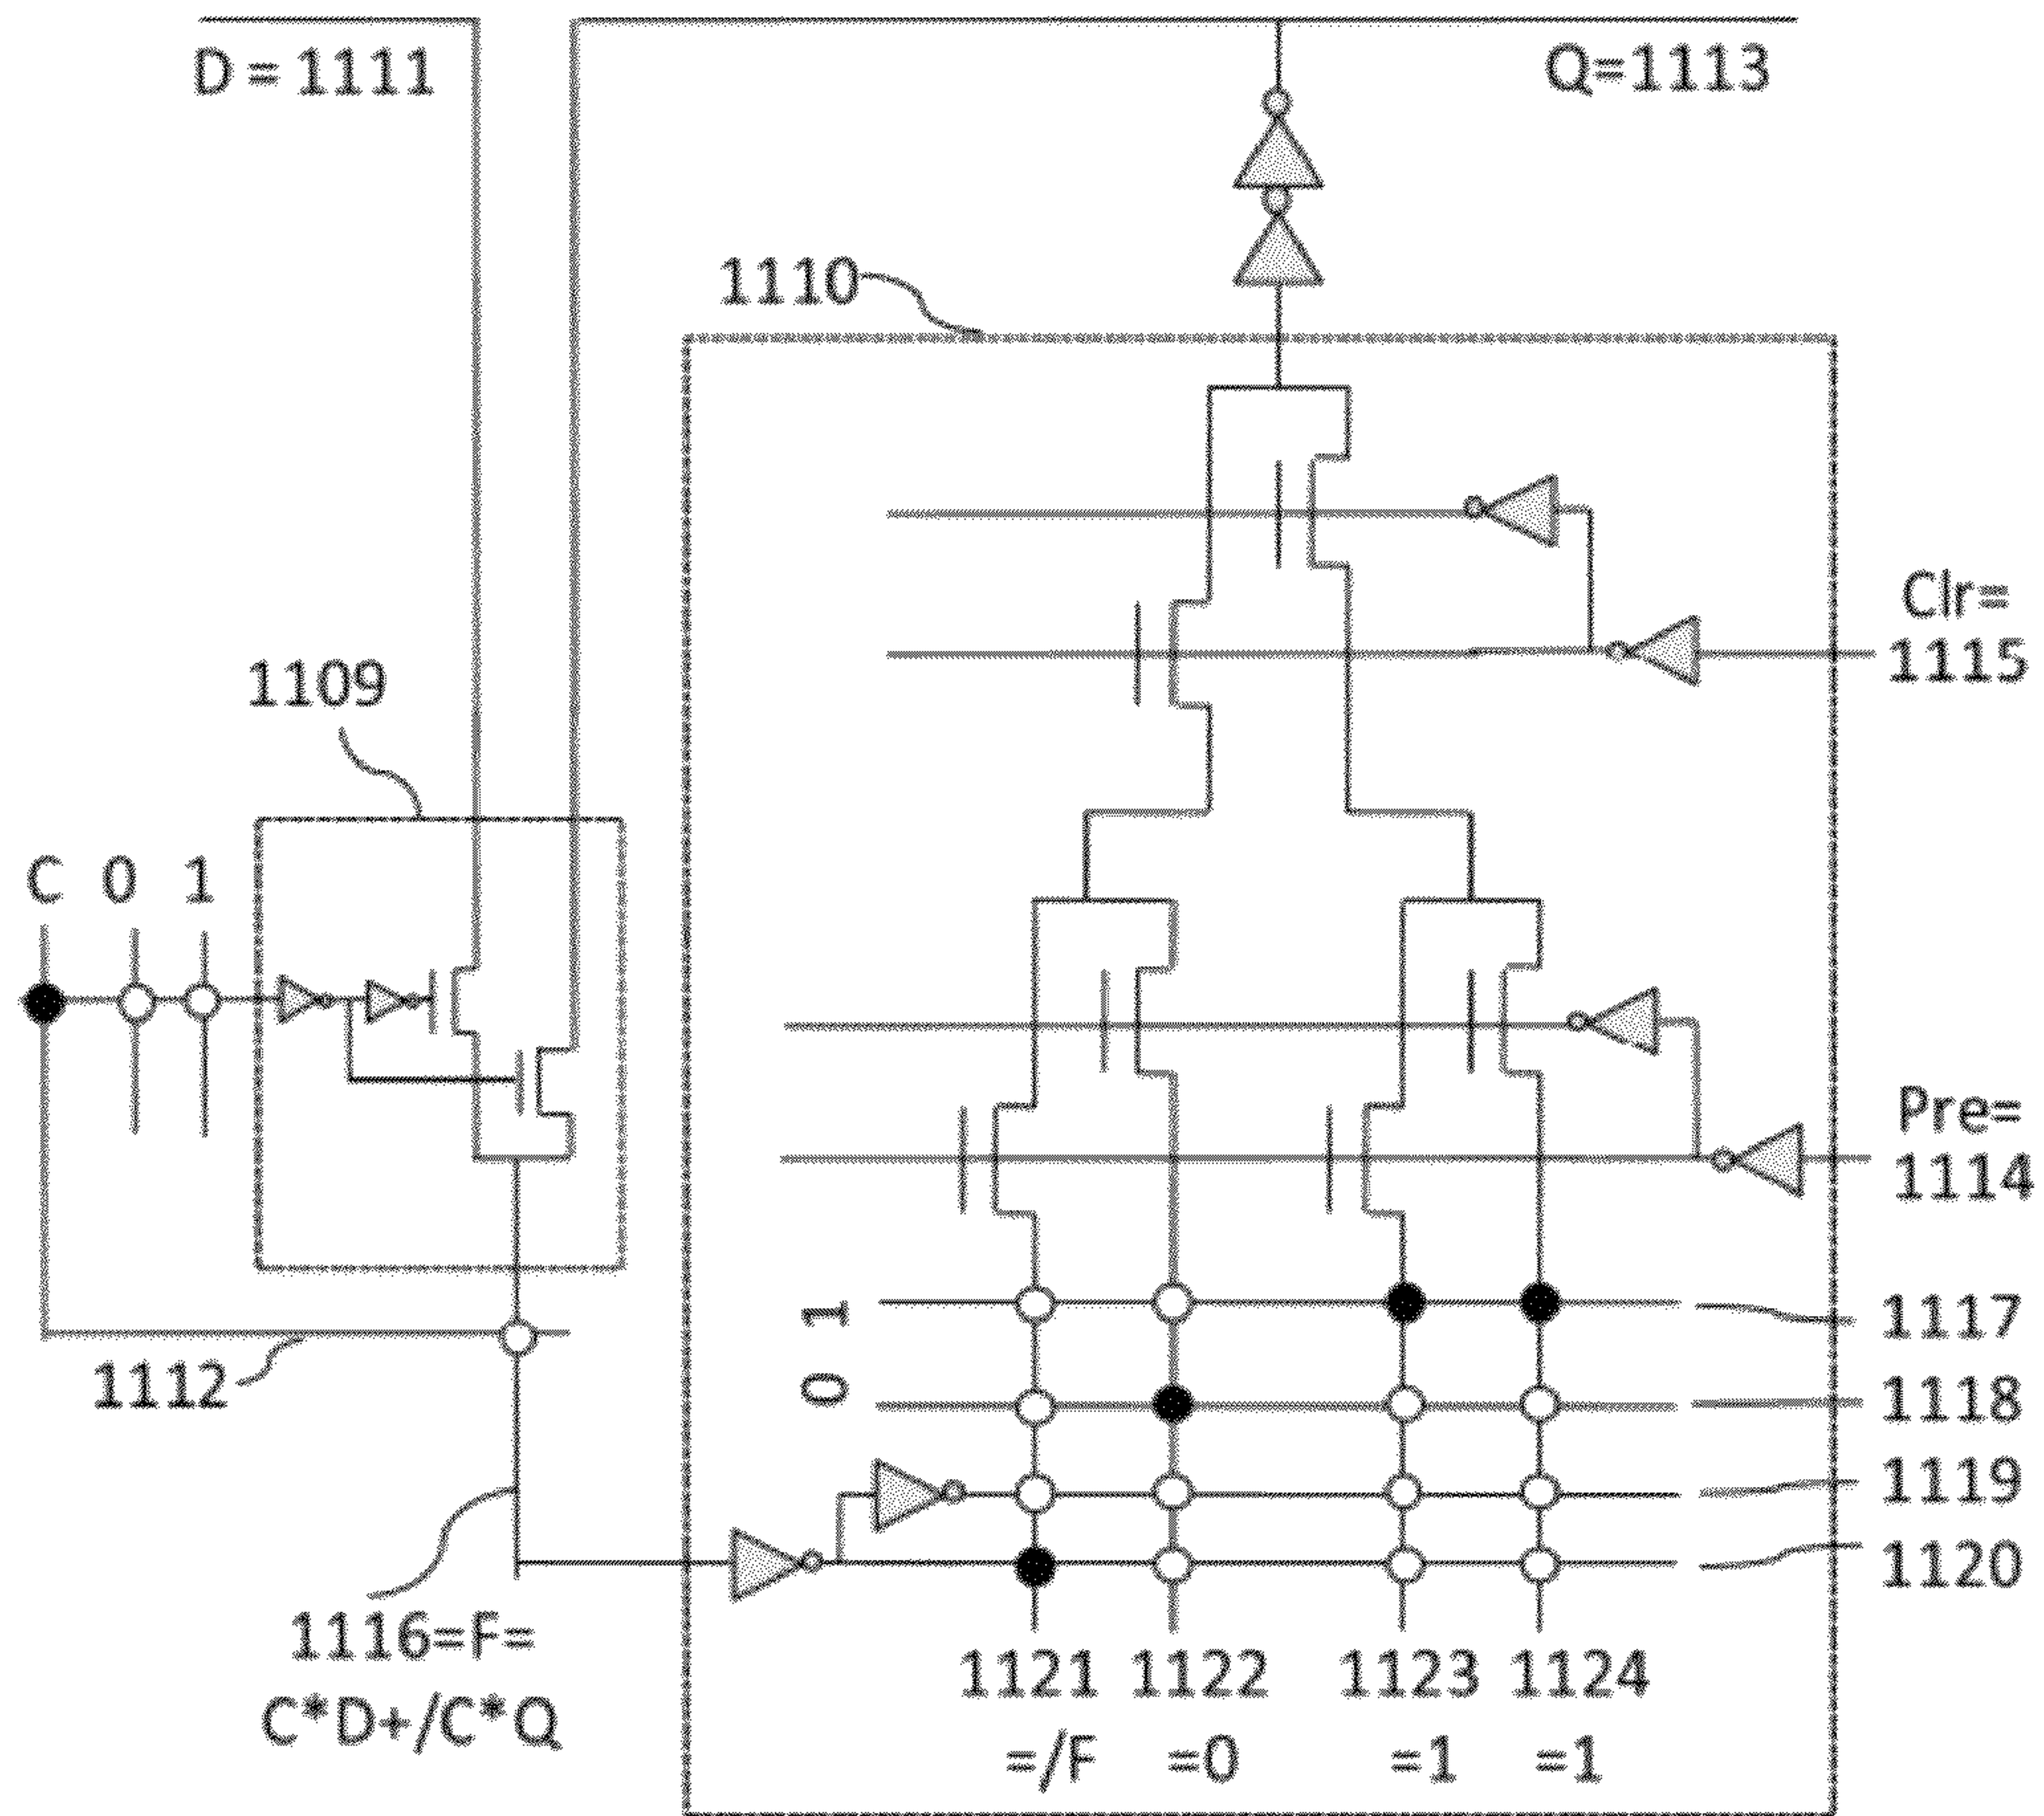 D = 1111
Q=1113
1110
Clr=
1115
1109
C 0 1
Pre=
1114
1
1117
1112
0
1118
1119
1120
1116=F=
C*D+/C*Q
1121 1122 1123 1124
=/F =0 =1 =1